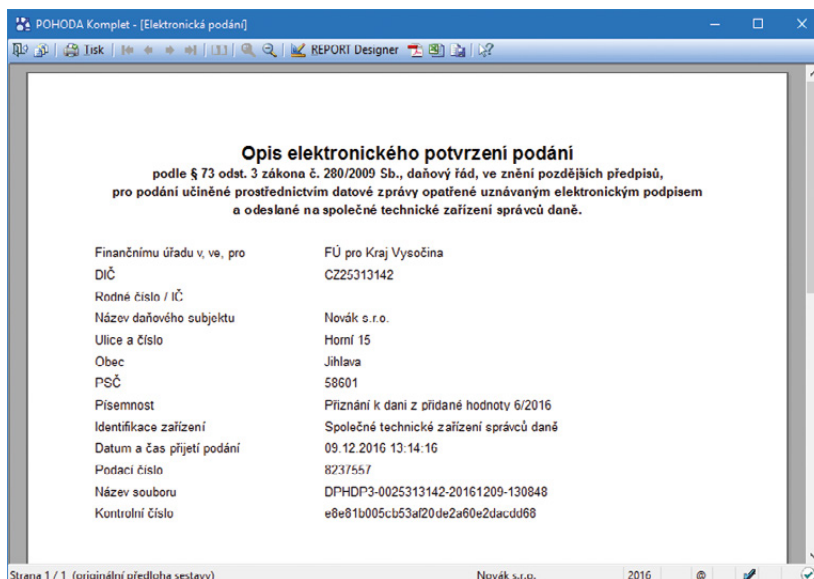 POHODA Komplet - [Elektronická podání]
Tisk REPORT Designer
Opis elektronického potvrzení podání
podle § 73 odst. 3 zákona č. 280/2009 Sb., daňový řád, ve znění pozdějších předpisů,
pro podání učiněné prostřednictvím datové zprávy opatřené uznávaným elektronickým podpisem
a odeslané na společné technické zařízení správců daně.
Finančnímu úřadu v, ve, pro FÚ pro Kraj Vysočina
DIČ CZ25313142
Rodné číslo / IČ
Název daňového subjektu Novák s.r.o.
Ulice a číslo Horní 15
Obec Jihlava
PSČ 58601
Písemnost Přiznání k dani z přidané hodnoty 6/2016
Identifikace zařízení Společné technické zařízení správců daně
Datum a čas přijetí podání 09.12.2016 13:14:16
Podací číslo 8237557
Název souboru DPHDP3-0025313142-20161209-130848
Kontrolní číslo e8e81b005cb53af20de2a60e2dacdd68
Strana 1 / 1 (originální předloha sestavy) Novák s.r.o. 2016 @